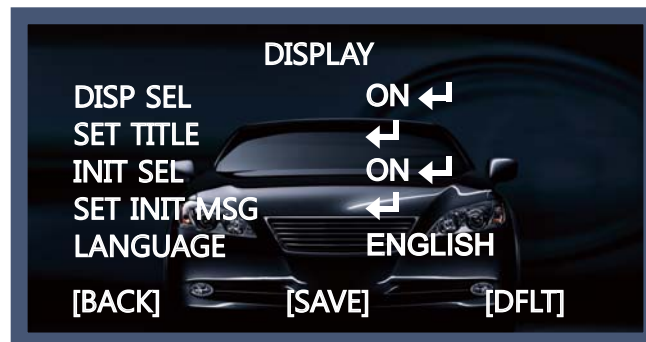 DISPLAY
DISP SEL ON ↵
SET TITLE ↵
INIT SEL ON ↵
SET INIT MSG ↵
LANGUAGE ENGLISH
[BACK] [SAVE] [DFLT]